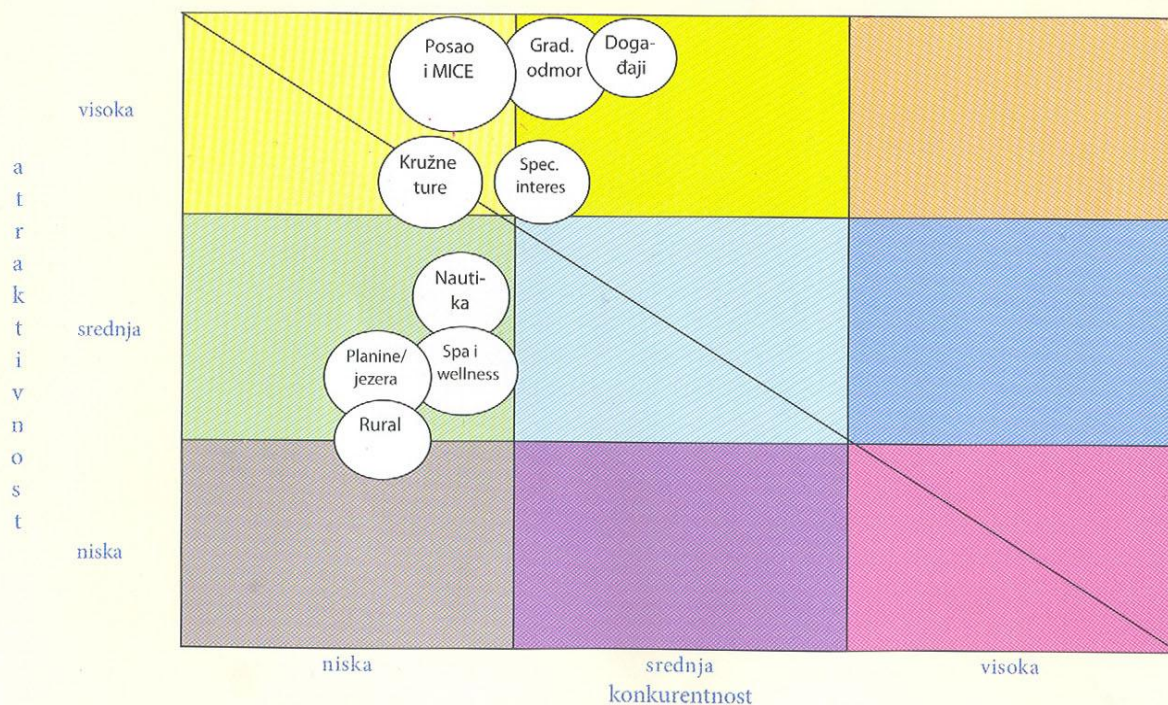 Posao
i MICE
Grad.
odmor
Doga-
đaji
visoka
Kružne
ture
Spec.
interes
atraktivnost
Nauti-
ka
srednja
Planine/
jezera
Spa i
wellness
Rural
niska
niska
srednja
visoka
konkurentnost